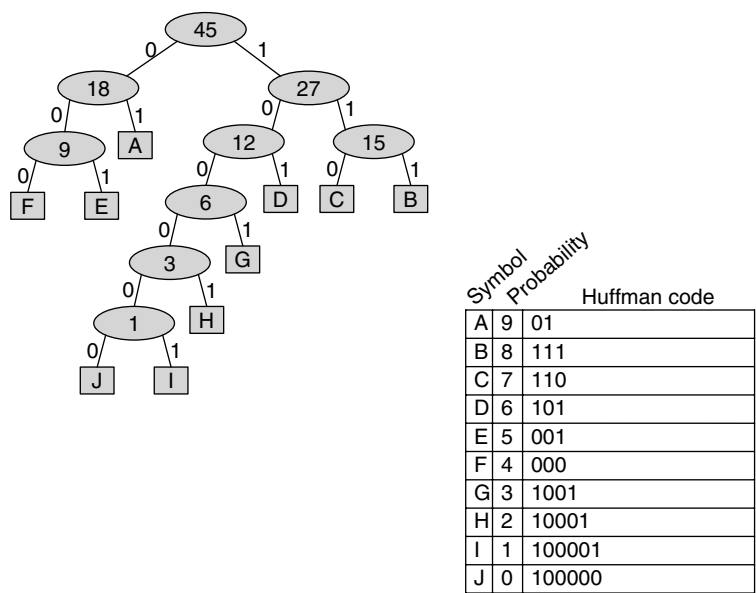 45
0 1
18 27
0 1 0 1
9 A 12 15
0 1 0 1 0 1
F E 6 D C B
0 1
3 G
0 1
1 H
0 1
J I
Symbol Probability Huffman code
A 9 01
B 8 111
C 7 110
D 6 101
E 5 001
F 4 000
G 3 1001
H 2 10001
I 1 100001
J 0 100000